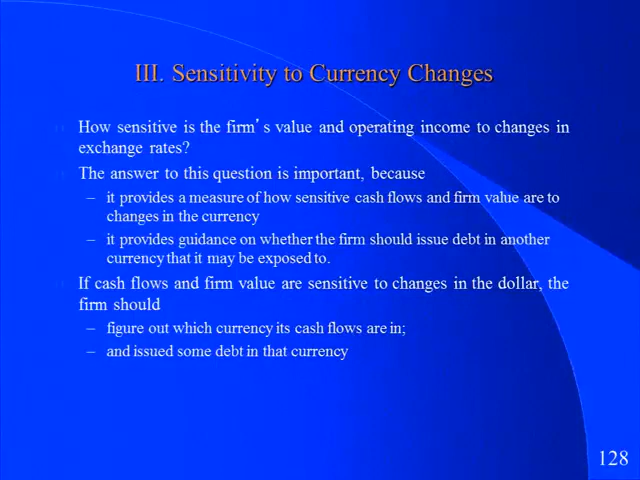 III. Sensitivity to Currency Changes
How sensitive is the firm's value and operating income to changes in
exchange rates?
The answer to this question is important, because
– it provides a measure of how sensitive cash flows and firm value are to
changes in the currency
– it provides guidance on whether the firm should issue debt in another
currency that it may be exposed to.
If cash flows and firm value are sensitive to changes in the dollar, the
firm should
– figure out which currency its cash flows are in;
– and issued some debt in that currency
128